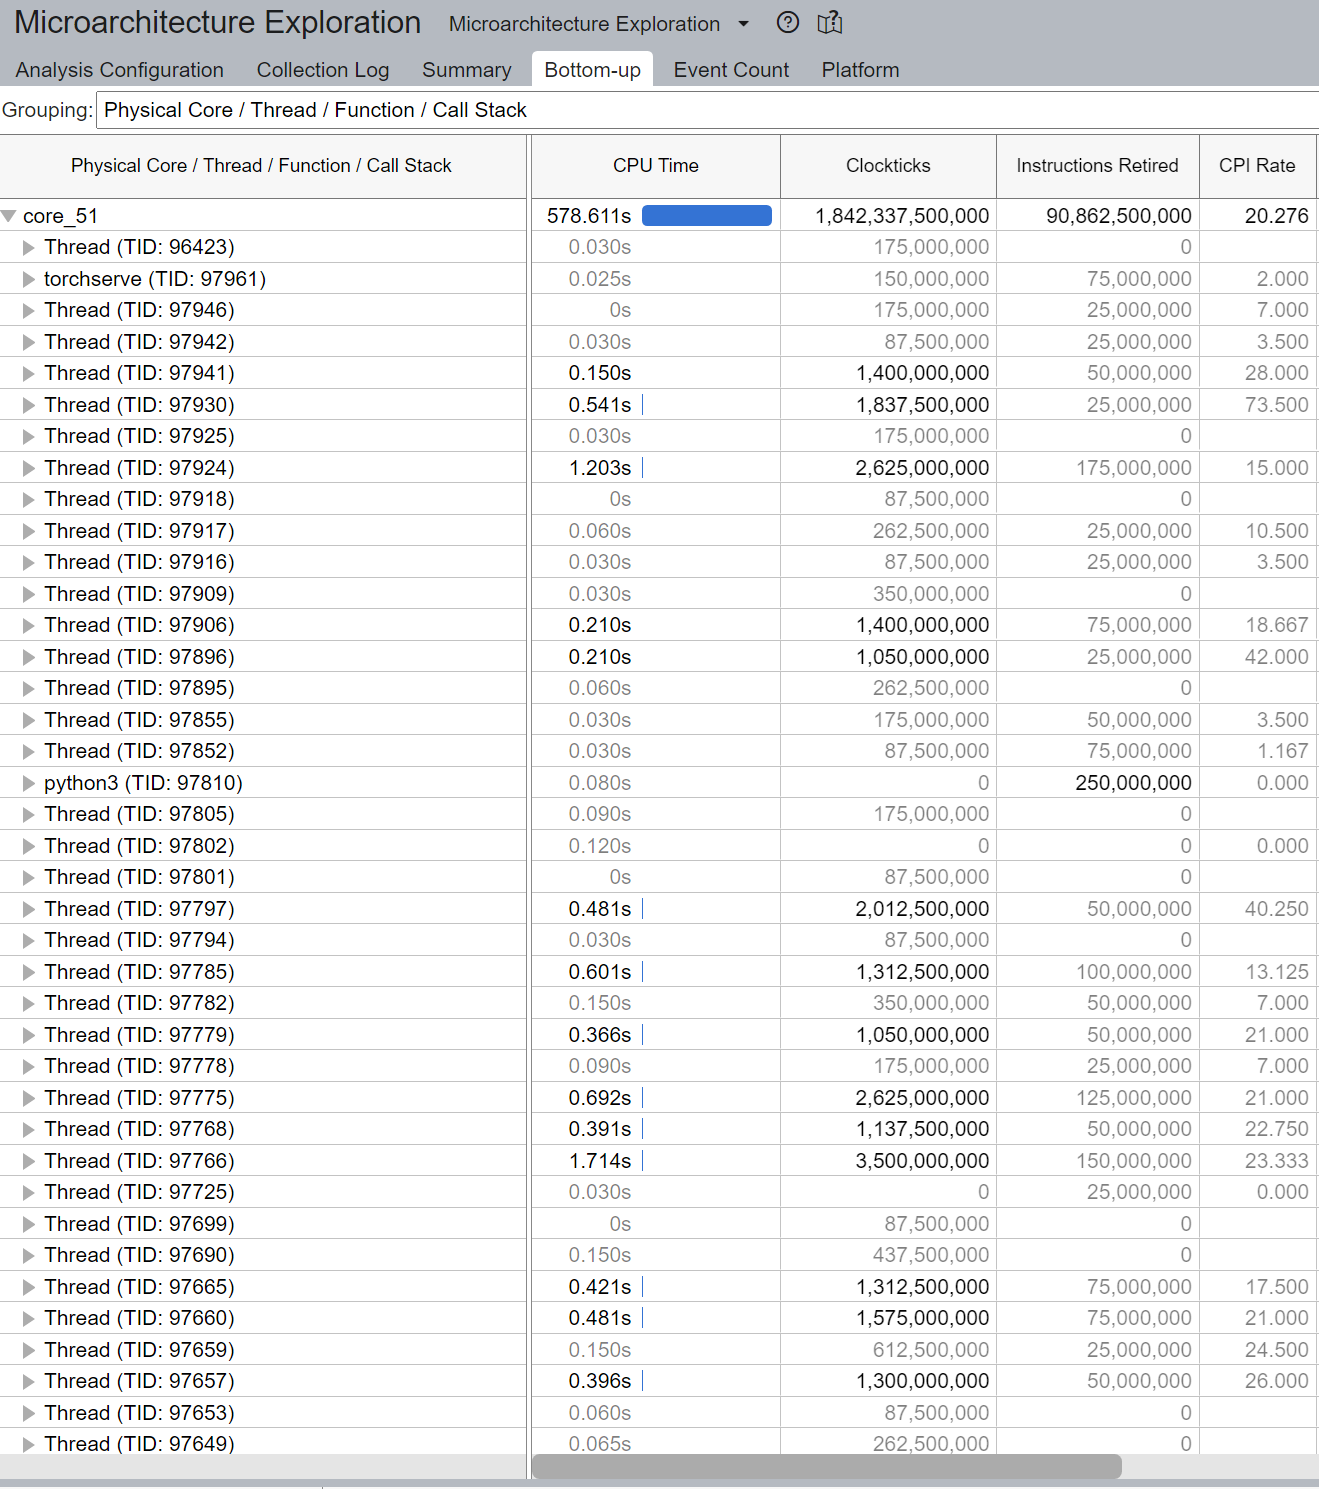 Microarchitecture Exploration Microarchitecture Exploration
Analysis Configuration Collection Log Summary Bottom-up Event Count Platform
Grouping: Physical Core / Thread / Function / Call Stack
Physical Core / Thread / Function / Call Stack CPU Time Clockticks Instructions Retired CPI Rate
core_51 578.611s 1,842,337,500,000 90,862,500,000 20.276
Thread (TID: 96423) 0.030s 175,000,000 0
torchserve (TID: 97961) 0.025s 150,000,000 75,000,000 2.000
Thread (TID: 97946) 0s 175,000,000 25,000,000 7.000
Thread (TID: 97942) 0.030s 87,500,000 25,000,000 3.500
Thread (TID: 97941) 0.150s 1,400,000,000 50,000,000 28.000
Thread (TID: 97930) 0.541s 1,837,500,000 25,000,000 73.500
Thread (TID: 97925) 0.030s 175,000,000 0
Thread (TID: 97924) 1.203s 2,625,000,000 175,000,000 15.000
Thread (TID: 97918) 0s 87,500,000 0
Thread (TID: 97917) 0.060s 262,500,000 25,000,000 10.500
Thread (TID: 97916) 0.030s 87,500,000 25,000,000 3.500
Thread (TID: 97909) 0.030s 350,000,000 0
Thread (TID: 97906) 0.210s 1,400,000,000 75,000,000 18.667
Thread (TID: 97896) 0.210s 1,050,000,000 25,000,000 42.000
Thread (TID: 97895) 0.060s 262,500,000 0
Thread (TID: 97855) 0.030s 175,000,000 50,000,000 3.500
Thread (TID: 97852) 0.030s 87,500,000 75,000,000 1.167
python3 (TID: 97810) 0.080s 0 250,000,000 0.000
Thread (TID: 97805) 0.090s 175,000,000 0
Thread (TID: 97802) 0.120s 0 0 0.000
Thread (TID: 97801) 0s 87,500,000 0
Thread (TID: 97797) 0.481s 2,012,500,000 50,000,000 40.250
Thread (TID: 97794) 0.030s 87,500,000 0
Thread (TID: 97785) 0.601s 1,312,500,000 100,000,000 13.125
Thread (TID: 97782) 0.150s 350,000,000 50,000,000 7.000
Thread (TID: 97779) 0.366s 1,050,000,000 50,000,000 21.000
Thread (TID: 97778) 0.090s 175,000,000 25,000,000 7.000
Thread (TID: 97775) 0.692s 2,625,000,000 125,000,000 21.000
Thread (TID: 97768) 0.391s 1,137,500,000 50,000,000 22.750
Thread (TID: 97766) 1.714s 3,500,000,000 150,000,000 23.333
Thread (TID: 97725) 0.030s 0 25,000,000 0.000
Thread (TID: 97699) 0s 87,500,000 0
Thread (TID: 97690) 0.150s 437,500,000 0
Thread (TID: 97665) 0.421s 1,312,500,000 75,000,000 17.500
Thread (TID: 97660) 0.481s 1,575,000,000 75,000,000 21.000
Thread (TID: 97659) 0.150s 612,500,000 25,000,000 24.500
Thread (TID: 97657) 0.396s 1,300,000,000 50,000,000 26.000
Thread (TID: 97653) 0.060s 87,500,000 0
Thread (TID: 97649) 0.065s 262,500,000 0